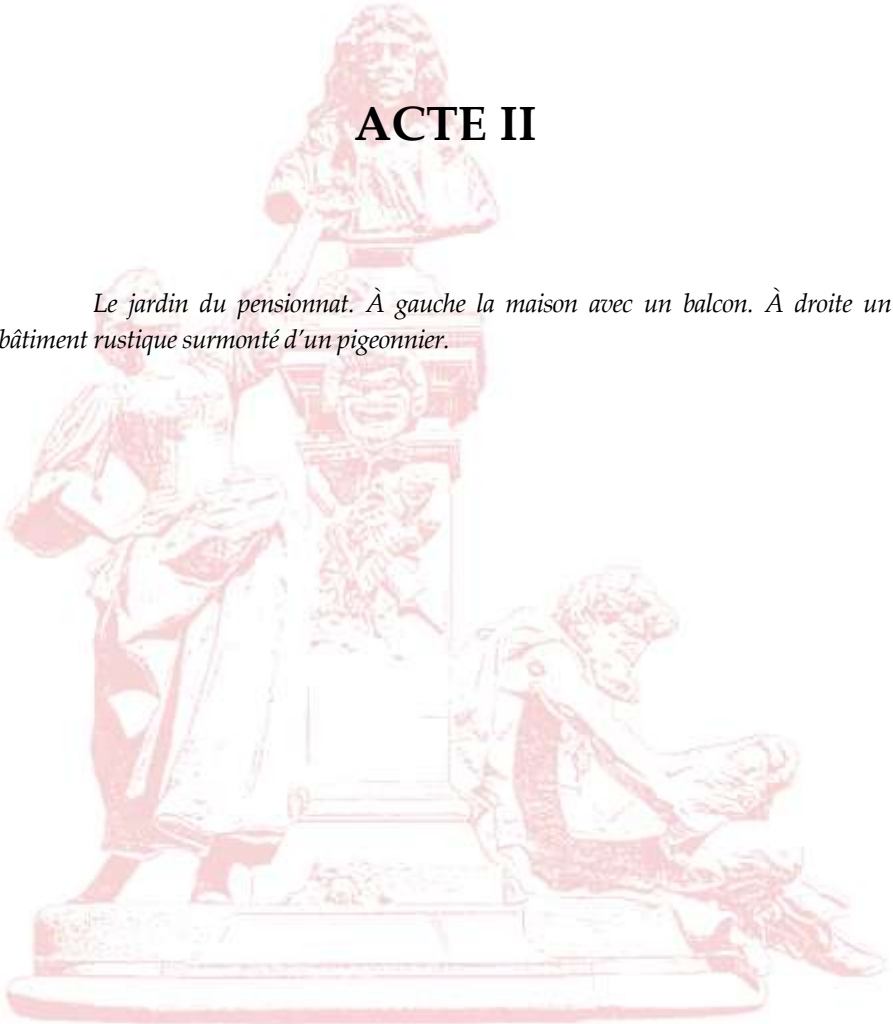 ACTE II
Le jardin du pensionnat. À gauche la maison avec un balcon. À droite un
bâtiment rustique surmonté d’un pigeonnier.